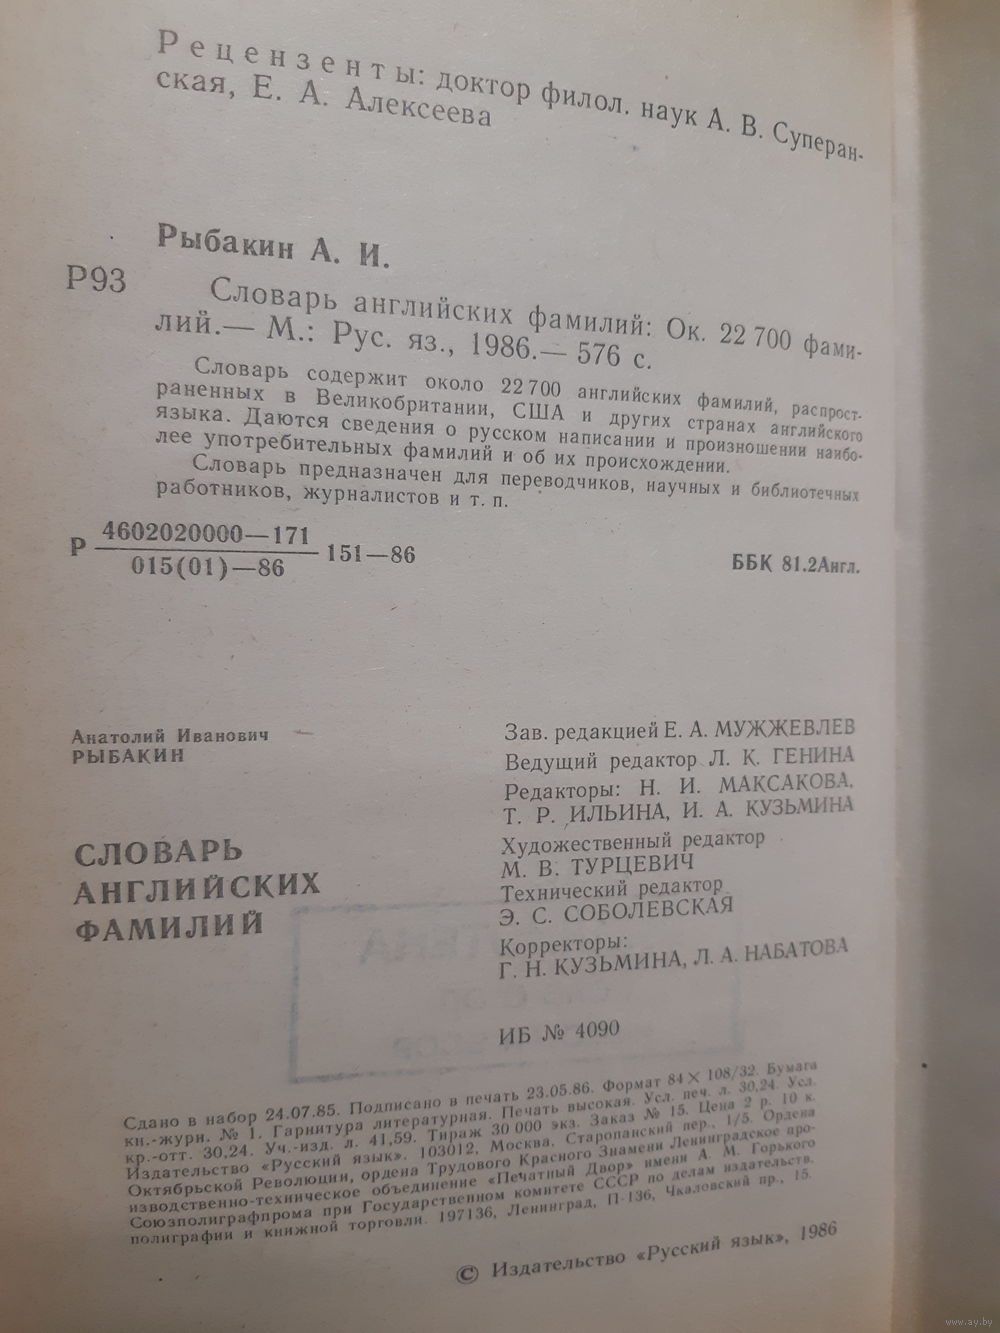 Рецензенты: доктор филол. наук А. В. Суперан-
ская, Е. А. Алексеева
Рыбакин А. И.
Р93
Словарь английских фамилий: Ок. 22 700 фами-
лий.— М.: Рус. яз., 1986.— 576 с.
Словарь содержит около 22 700 английских фамилий, распрост-
раненных в Великобритании, США и других странах английского
языка. Даются сведения о русском написании и произношении наибо-
лее употребительных фамилий и об их происхождении.
Словарь предназначен для переводчиков, научных и библиотечных
работников, журналистов и т. п.
Р 4602020000—171 151—86
015(01)—86
ББК 81.2Англ.
Анатолий Иванович
РЫБАКИН
СЛОВАРЬ
АНГЛИЙСКИХ
ФАМИЛИЙ
Зав. редакцией Е. А. МУЖЖЕВЛЕВ
Ведущий редактор Л. К. ГЕНИНА
Редакторы: Н. И. МАКСАКОВА,
Т. Р. ИЛЬИНА, И. А. КУЗЬМИНА
Художественный редактор
М. В. ТУРЦЕВИЧ
Технический редактор
Э. С. СОБОЛЕВСКАЯ
Корректоры:
Г. Н. КУЗЬМИНА, Л. А. НАБАТОВА
ИБ № 4090
Сдано в набор 24.07.85. Подписано в печать 23.05.86. Формат 84×108/32. Бумага
кн.-журн. № 1. Гарнитура литературная. Печать высокая. Усл. печ. л. 30,24. Усл.
кр.-отт. 30,24. Уч.-изд. л. 41,59. Тираж 30 000 экз. Заказ № 15. Цена 2 р. 10 к.
Издательство «Русский язык». 103012, Москва, Старопанский пер., 1/5. Ордена
Октябрьской Революции, ордена Трудового Красного Знамени Ленинградское про-
изводственно-техническое объединение «Печатный Двор» имени А. М. Горького
Союзполиграфпрома при Государственном комитете СССР по делам издательств,
полиграфии и книжной торговли. 197136, Ленинград, П-136, Чкаловский пр., 15.
© Издательство «Русский язык», 1986
www.ay.by